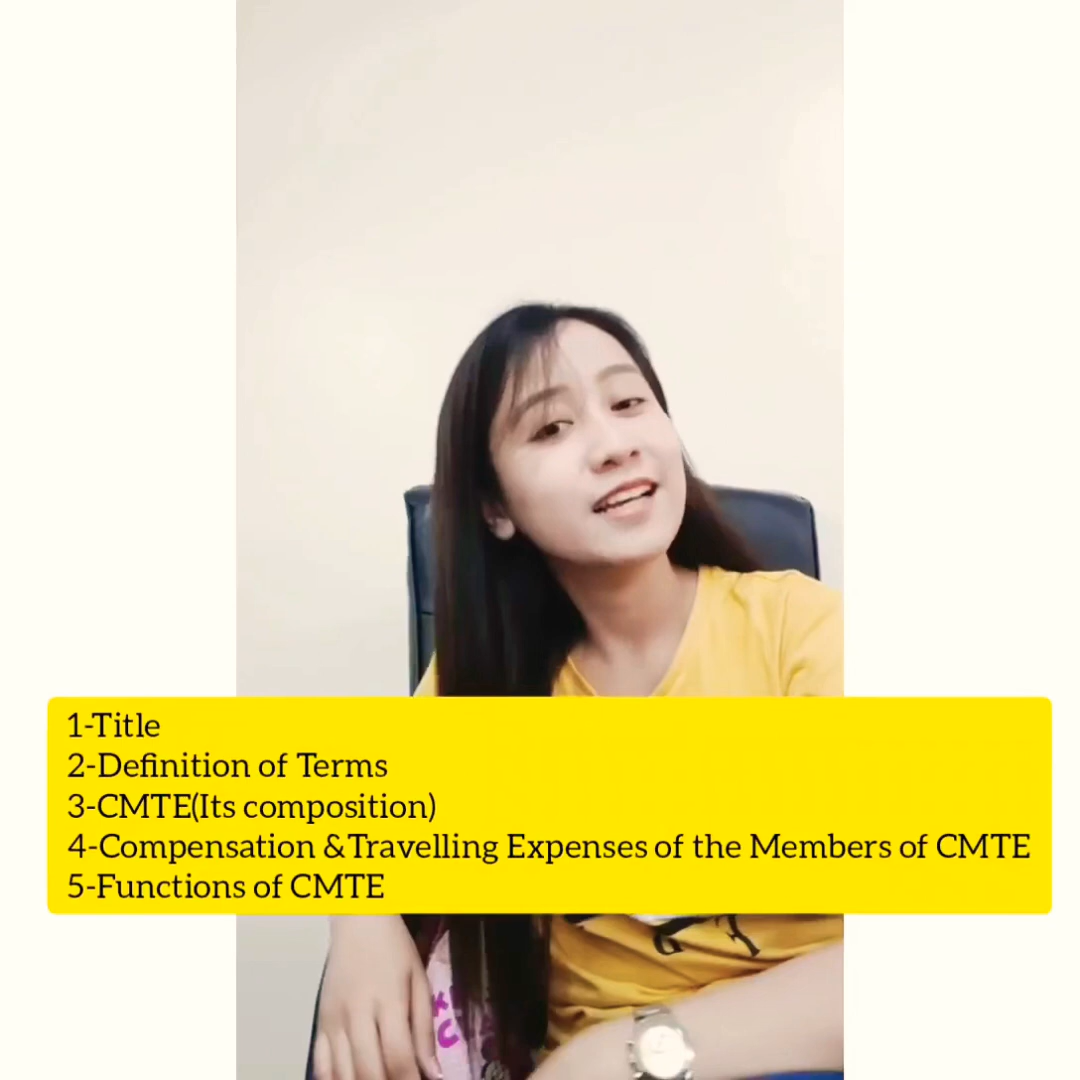 1-Title
2-Definition of Terms
3-CMTE(Its composition)
4-Compensation &Travelling Expenses of the Members of CMTE
5-Functions of CMTE